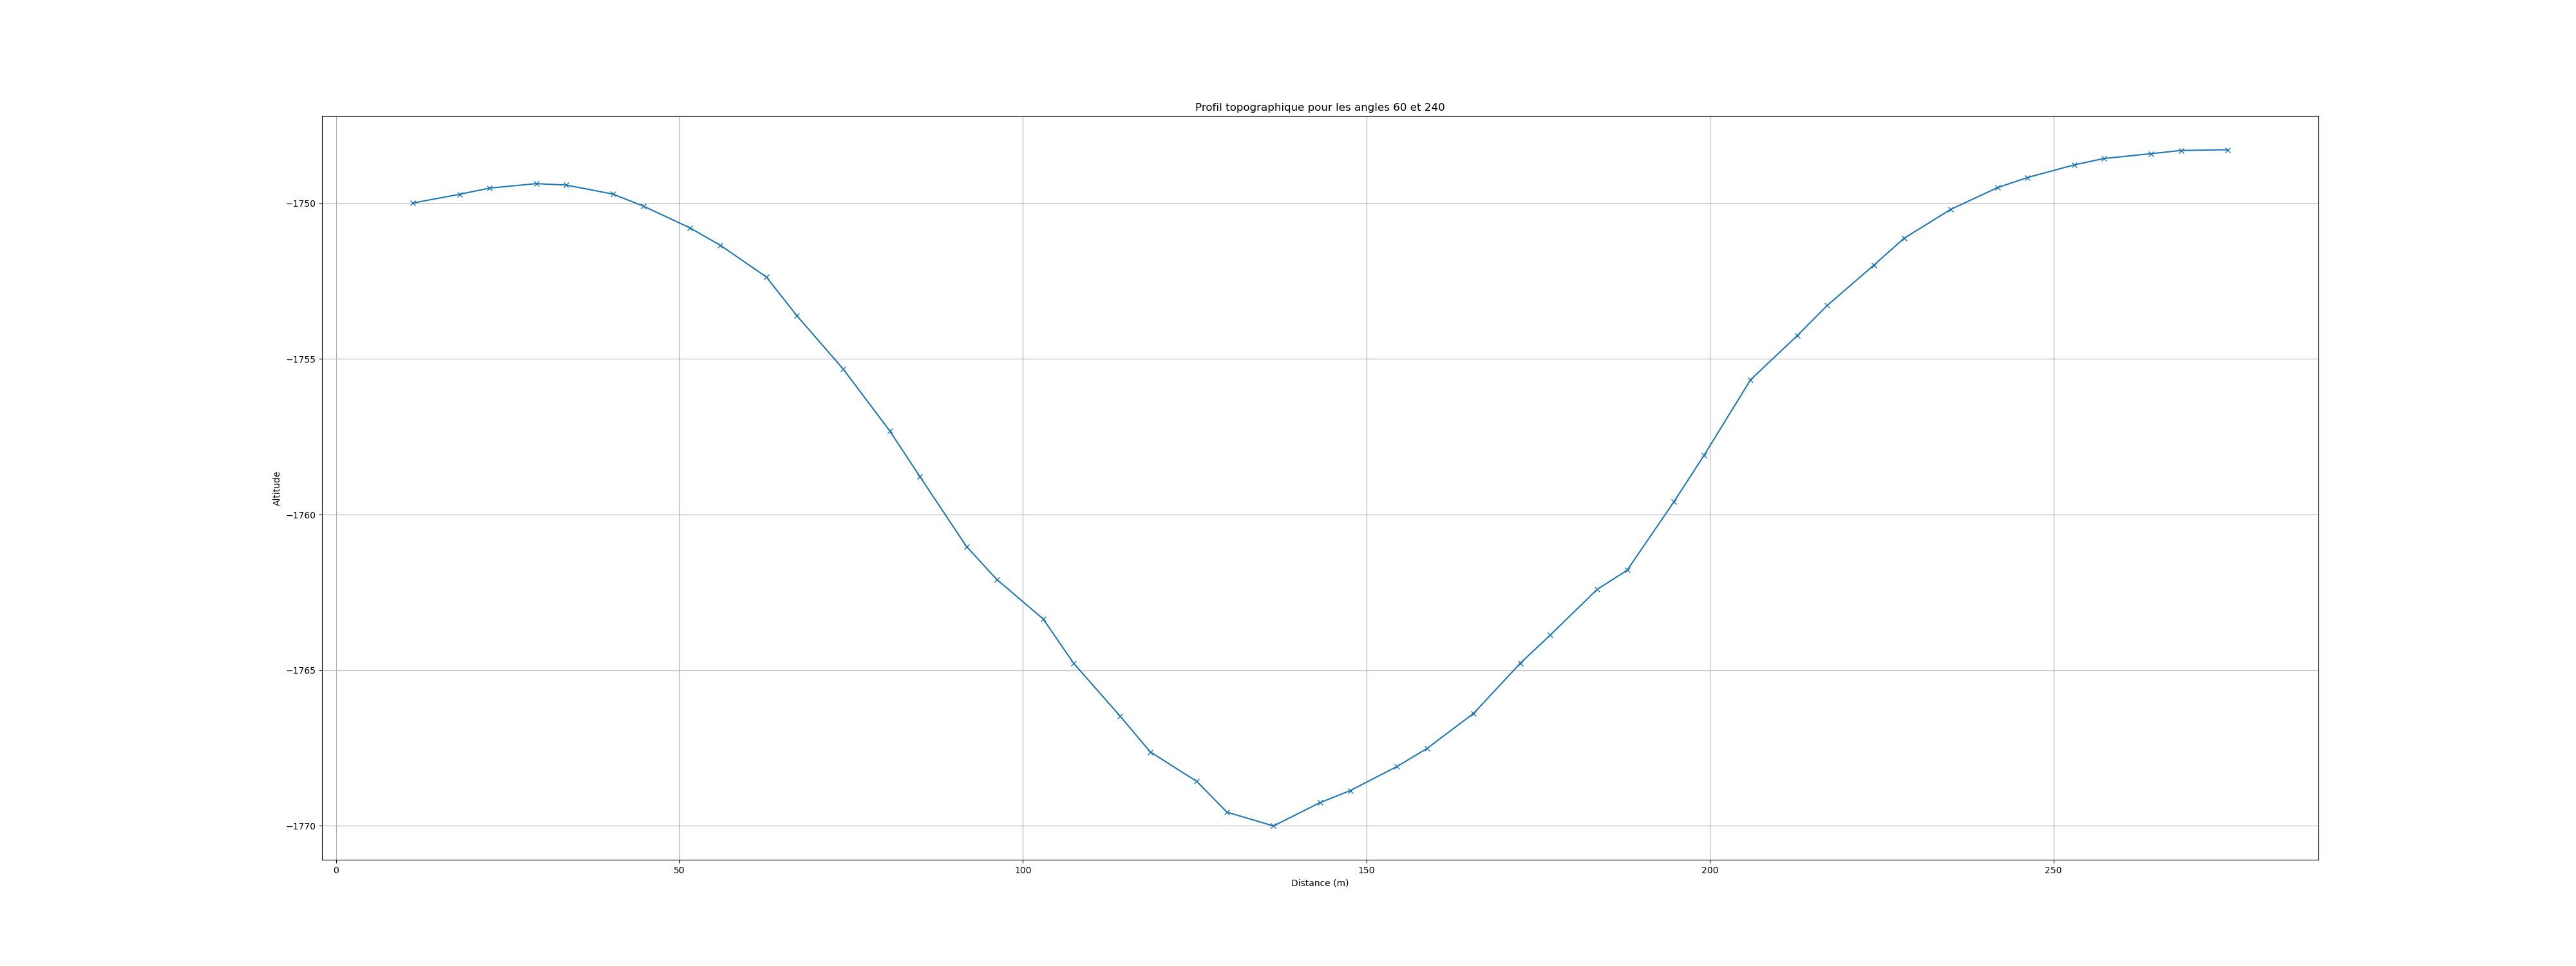 Profil topographique pour les angles 60 et 240
−1750
−1755
−1760
−1765
−1770
Altitude
0 50 100 150 200 250
Distance (m)